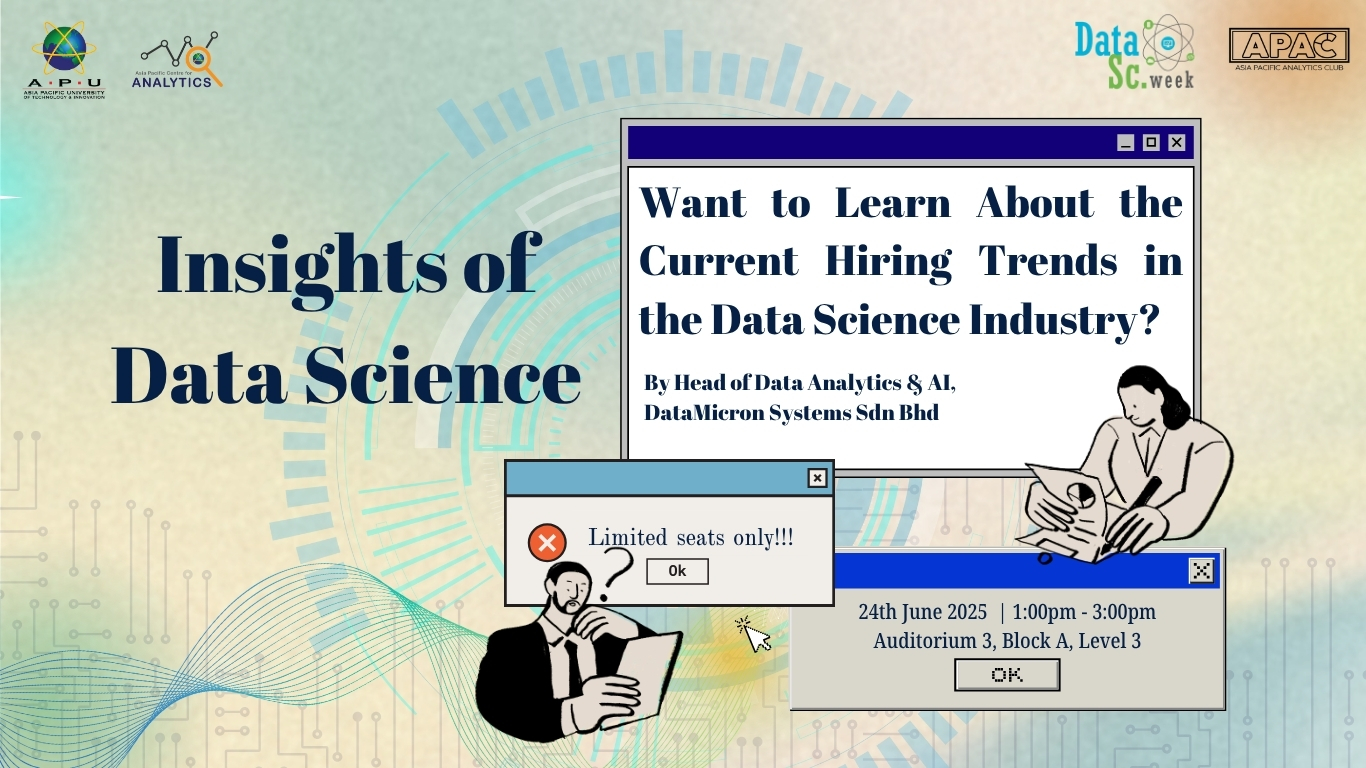 A·P·U
ASIA PACIFIC UNIVERSITY
OF TECHNOLOGY & INNOVATION
Asia Pacific Centre for
ANALYTICS
Data
Sc.week
APAC
ASIA PACIFIC ANALYTICS CLUB
Insights of
Data Science
Want to Learn About the
Current Hiring Trends in
the Data Science Industry?
By Head of Data Analytics & AI,
DataMicron Systems Sdn Bhd
Limited seats only!!!
Ok
?
24th June 2025 | 1:00pm - 3:00pm
Auditorium 3, Block A, Level 3
OK